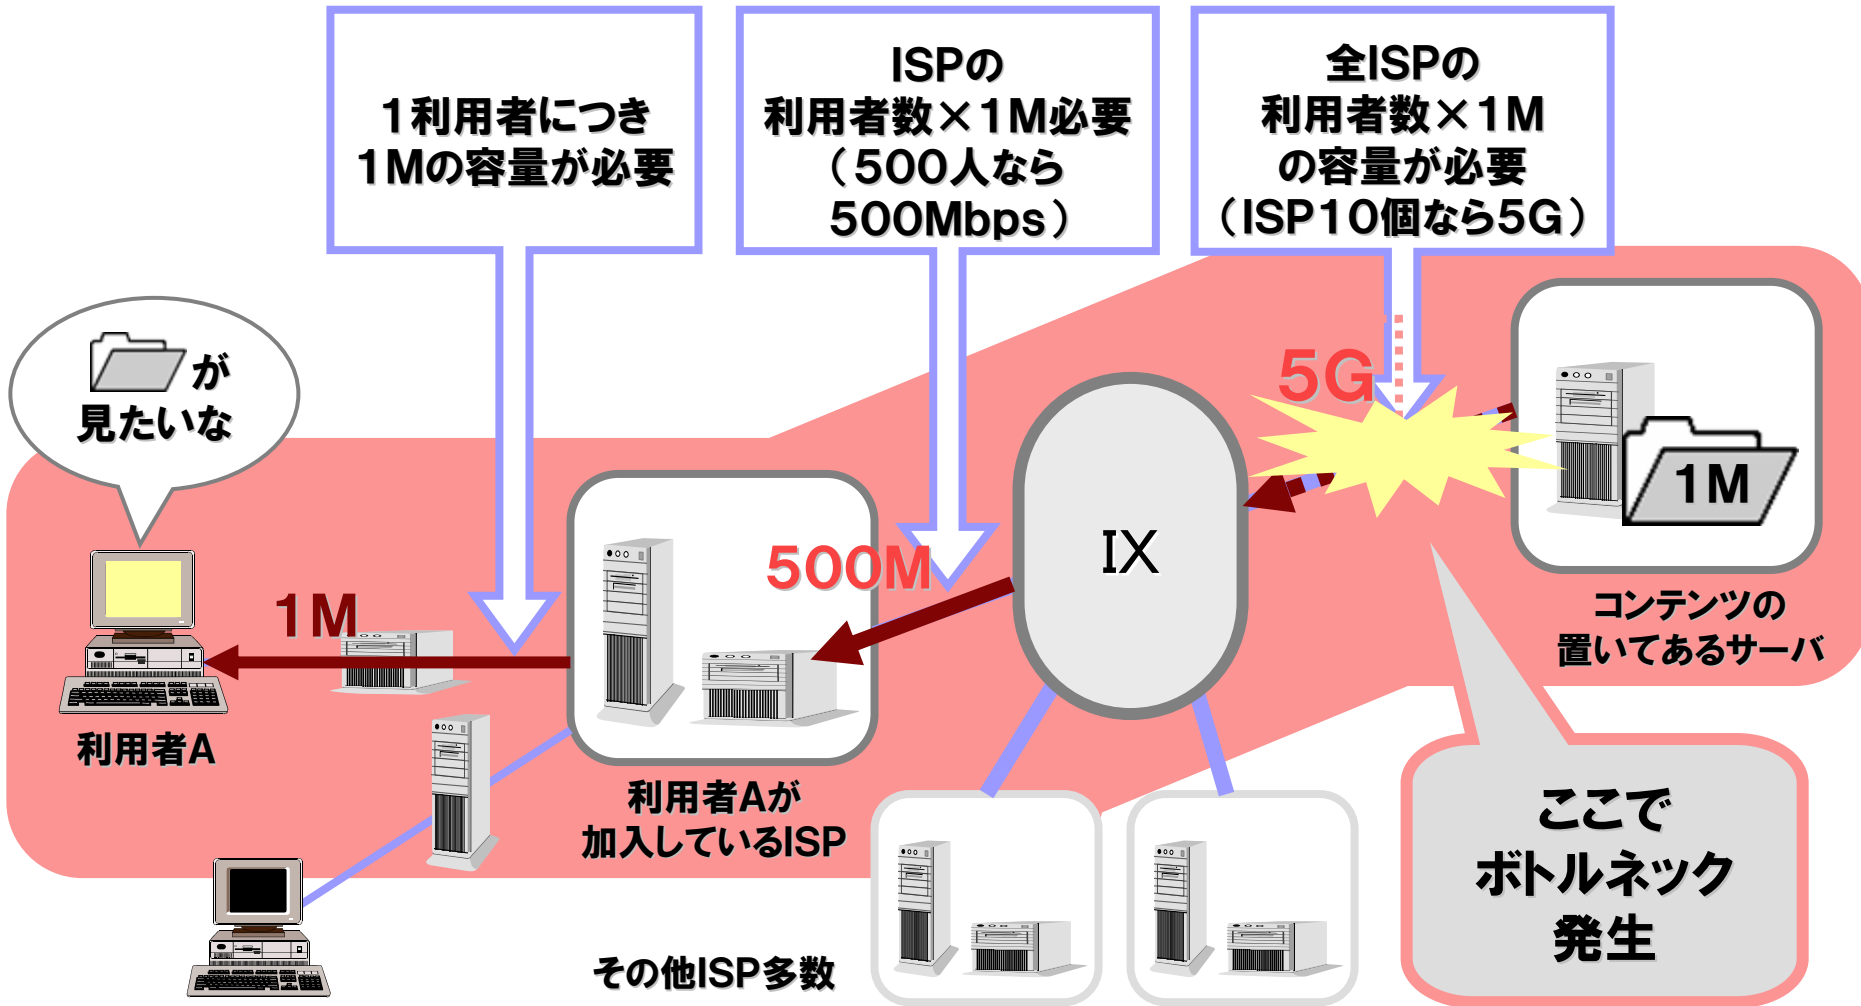 1利用者につき
1Mの容量が必要
ISPの
利用者数×1M必要
（500人なら
500Mbps）
全ISPの
利用者数×1M
の容量が必要
（ISP10個なら5G）
が
見たいな
5G
1M
IX
500M
1M
コンテンツの
置いてあるサーバ
利用者A
利用者Aが
加入しているISP
ここで
ボトルネック
発生
その他ISP多数